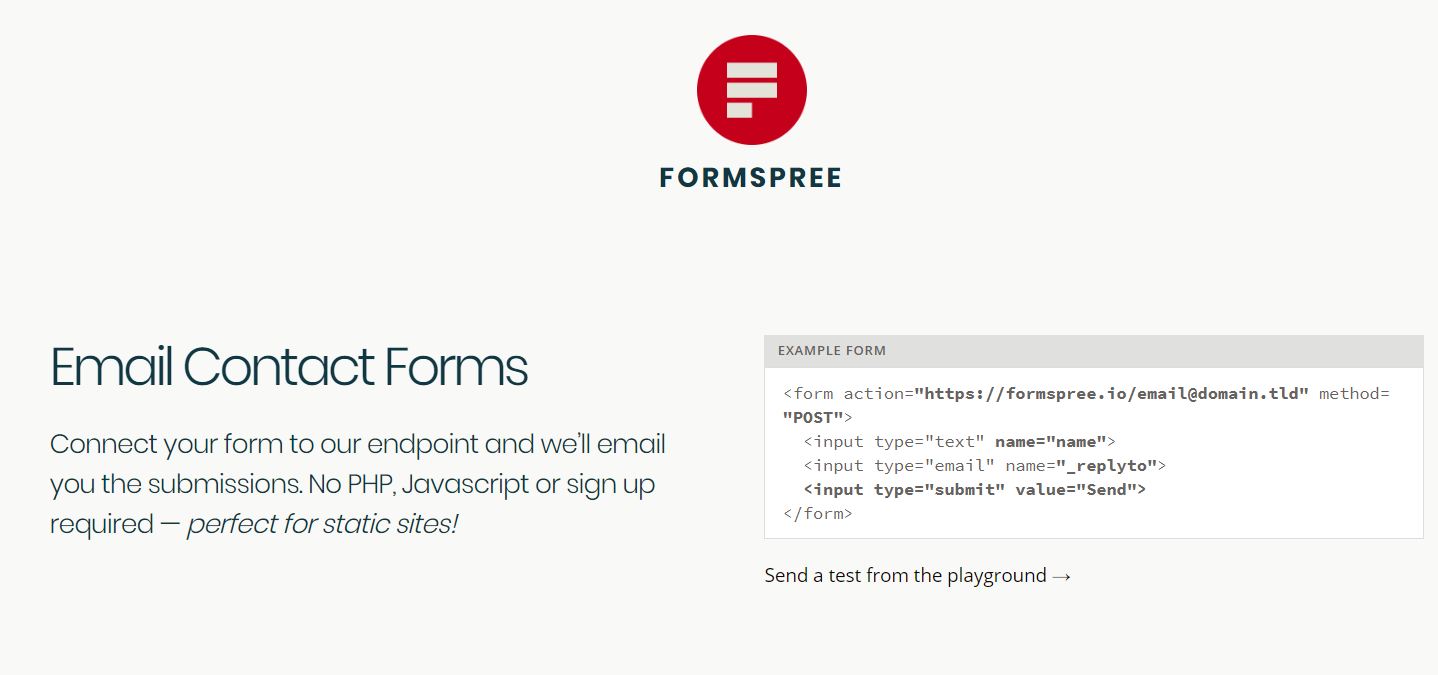 FORMSPREE
Email Contact Forms
Connect your form to our endpoint and we’ll email
you the submissions. No PHP, Javascript or sign up
required — perfect for static sites!
EXAMPLE FORM
<form action="https://formspree.io/email@domain.tld" method=
"POST">
  <input type="text" name="name">
  <input type="email" name="_replyto">
  <input type="submit" value="Send">
</form>
Send a test from the playground →